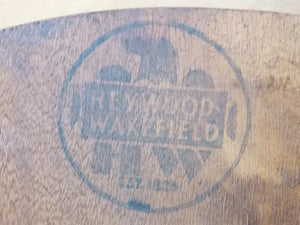 HEYWOOD-
WAKEFIELD
HW
EST. 1826